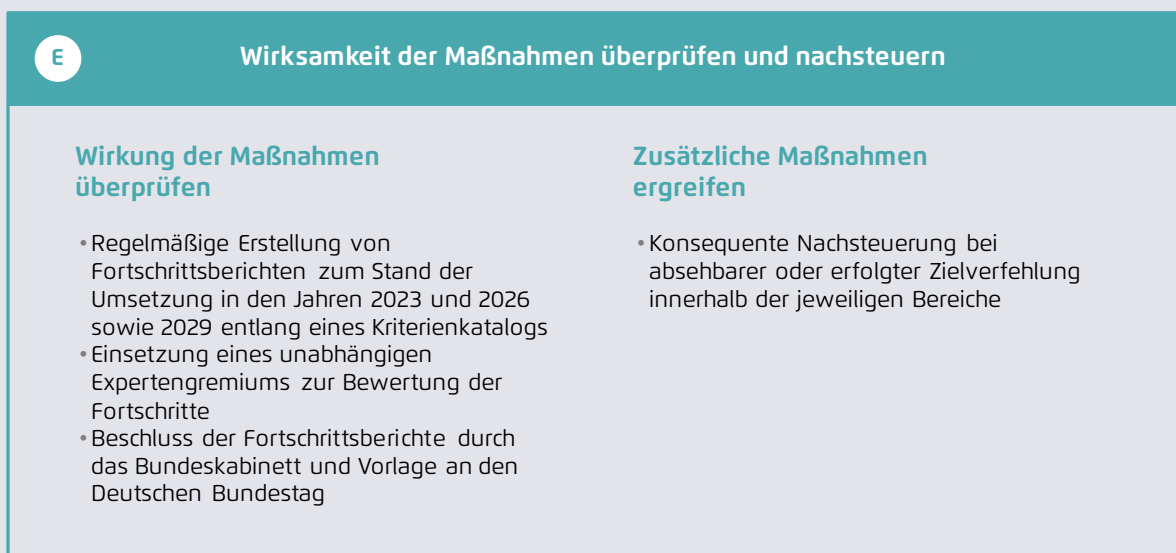 E
Wirksamkeit der Maßnahmen überprüfen und nachsteuern
Wirkung der Maßnahmen
überprüfen
•Regelmäßige Erstellung von
Fortschrittsberichten zum Stand der
Umsetzung in den Jahren 2023 und 2026
sowie 2029 entlang eines Kriterienkatalogs
•Einsetzung eines unabhängigen
Expertengremiums zur Bewertung der
Fortschritte
•Beschluss der Fortschrittsberichte durch
das Bundeskabinett und Vorlage an den
Deutschen Bundestag
Zusätzliche Maßnahmen
ergreifen
•Konsequente Nachsteuerung bei
absehbarer oder erfolgter Zielverfehlung
innerhalb der jeweiligen Bereiche